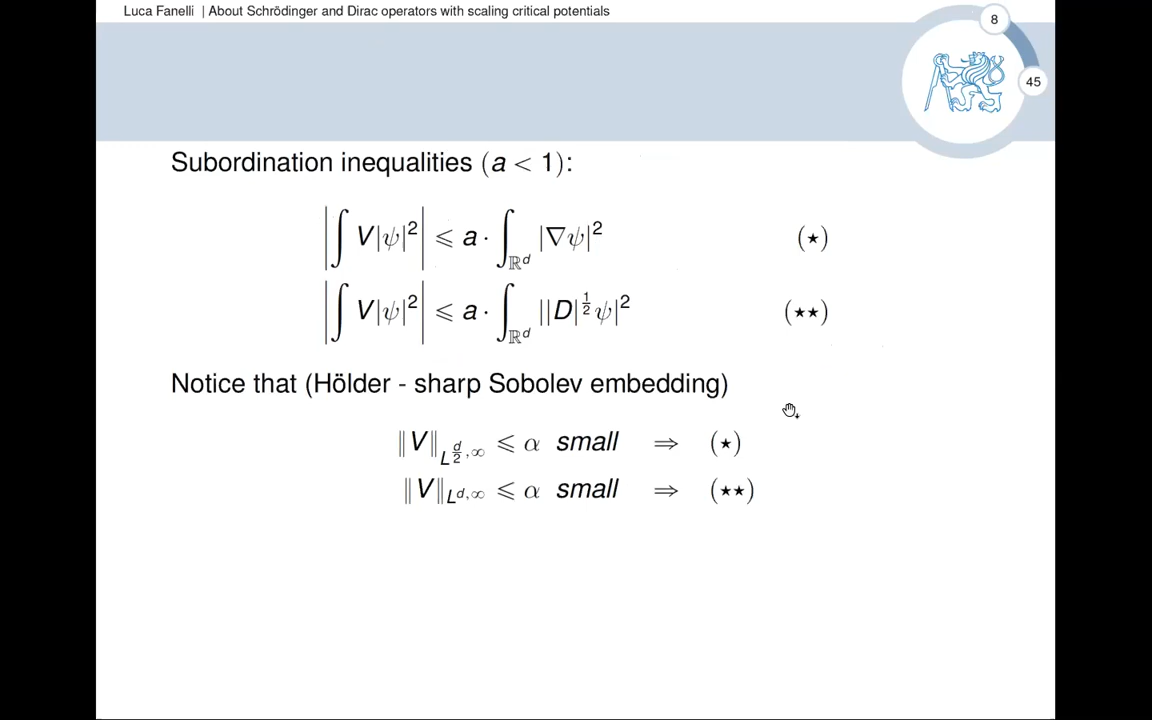 Luca Fanelli | About Schrödinger and Dirac operators with scaling critical potentials
8
45
Subordination inequalities (a < 1):
|∫ V|ψ|²| ⩽ a · ∫_{ℝ^d} |∇ψ|² (⋆)
|∫ V|ψ|²| ⩽ a · ∫_{ℝ^d} ||D|^{1/2} ψ|² (⋆⋆)
Notice that (Hölder - sharp Sobolev embedding)
‖V‖_{L^{d/2,∞}} ⩽ α small ⇒ (⋆)
‖V‖_{L^{d,∞}} ⩽ α small ⇒ (⋆⋆)